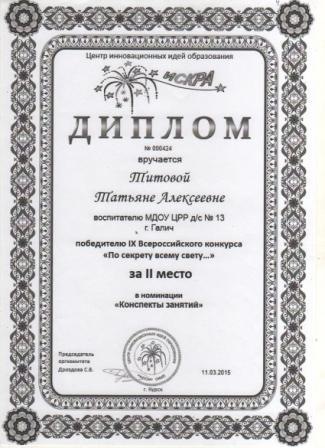 Центр инновационных идей образования
ИСКРА
ДИПЛОМ
№ 000424
вручается
Титовой
Татьяне Алексеевне
воспитателю МДОУ ЦРР д/с № 13
г. Галич
победителю IX Всероссийского конкурса
«По секрету всему свету...»
за II место
в номинации
«Конспекты занятий»
Председатель
оргкомитета
Дроздова С.В.
11.03.2015
г. Курск